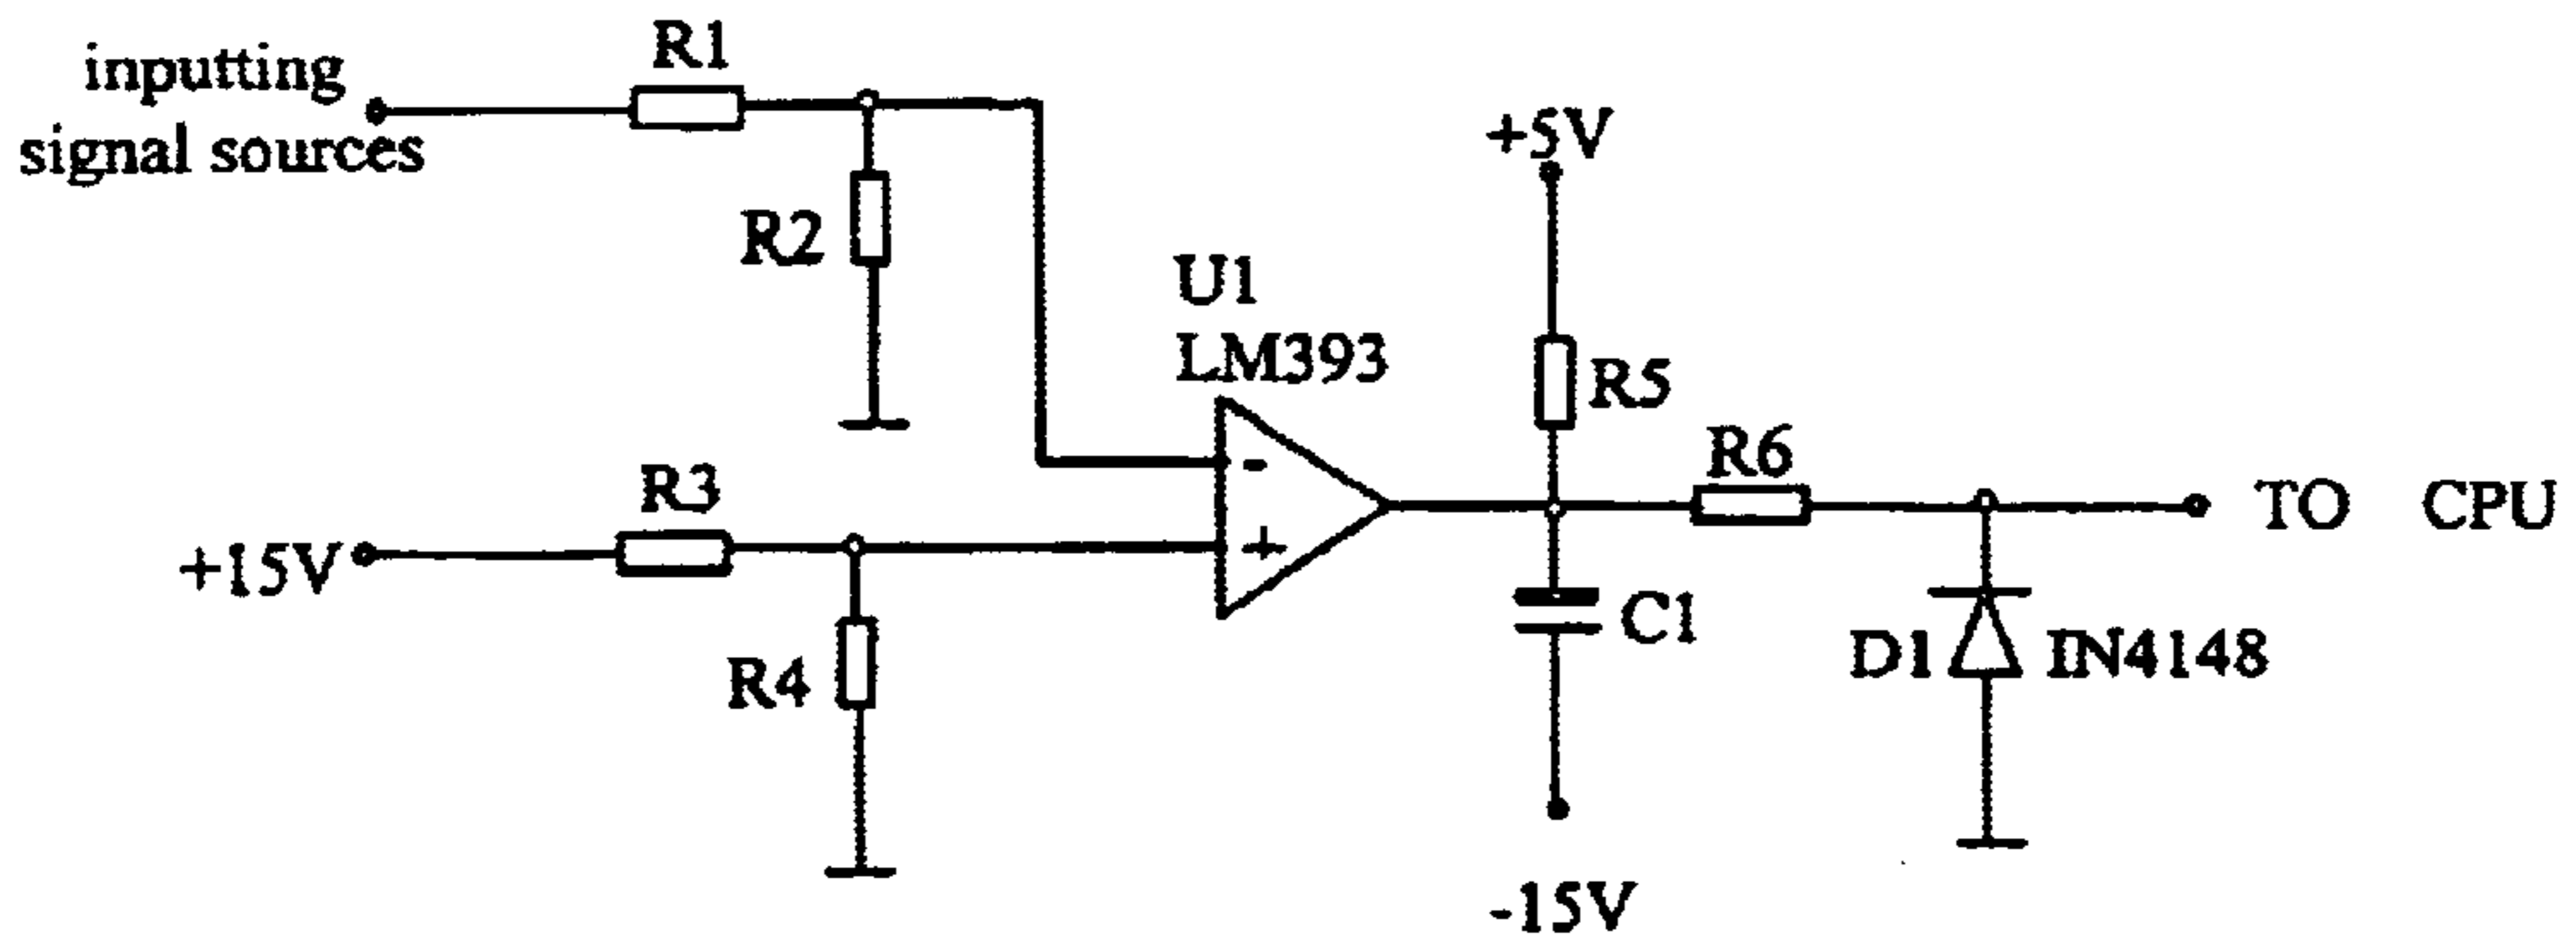 inputting
signal sources
R1
R2
+5V
U1
LM393
R5
-
R3
R6
+15V
+
TO CPU
C1
R4
D1
IN4148
-15V